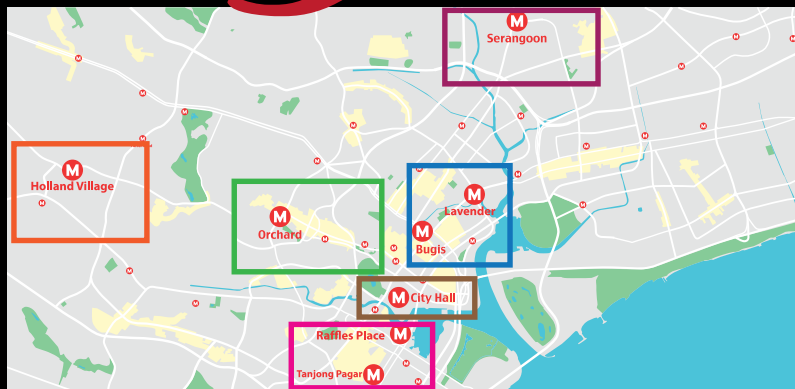 M
Serangoon
M
Holland Village
M
Lavender
M
Orchard
M
Bugis
M
City Hall
M
Raffles Place
M
Tanjong Pagar